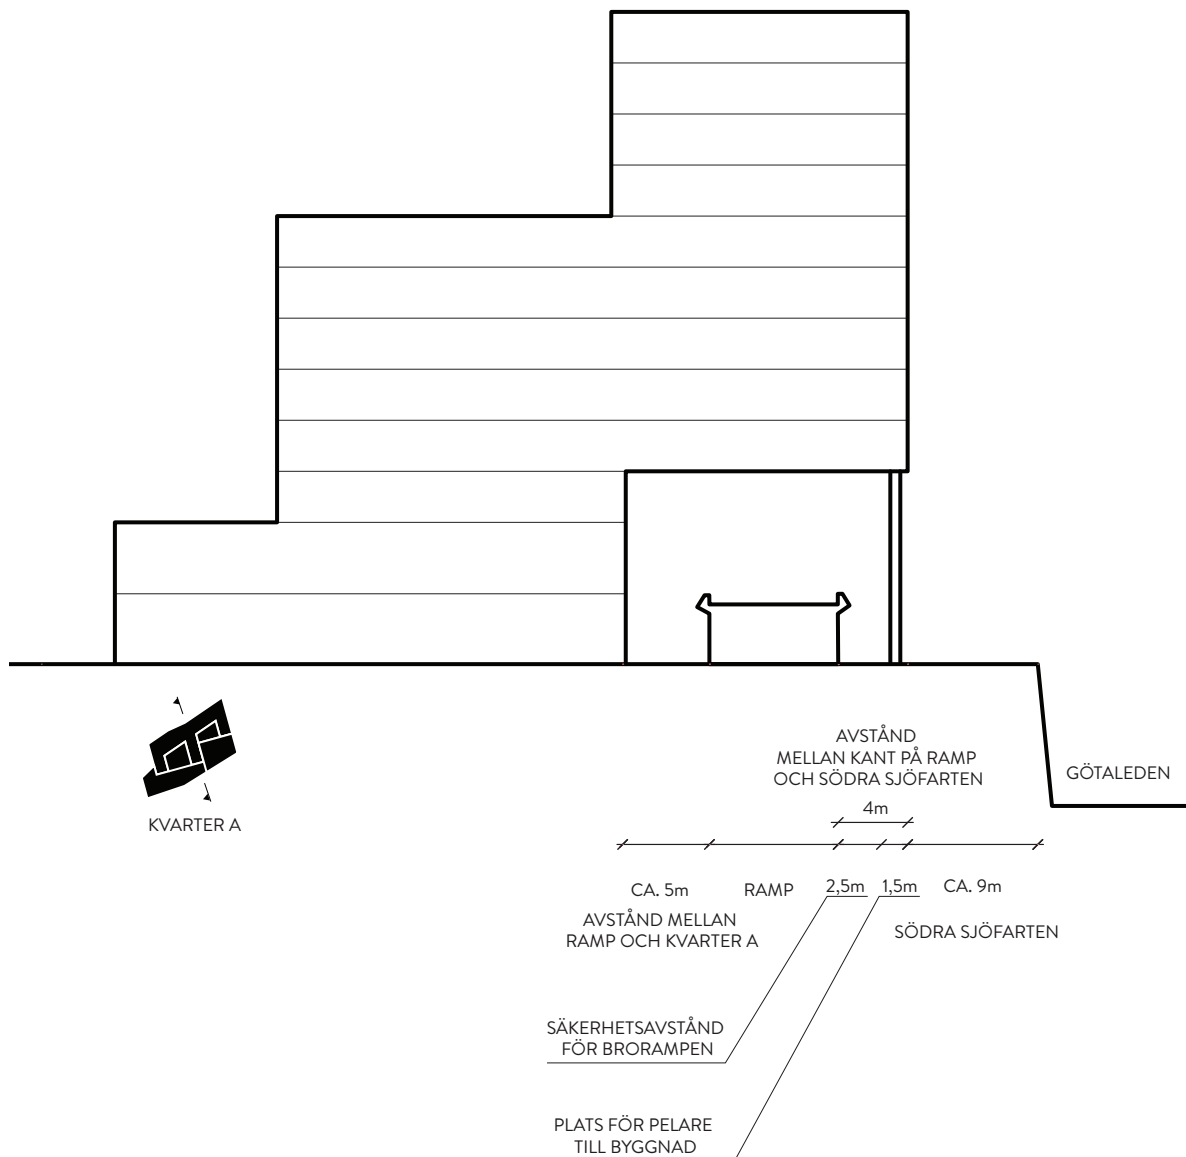 AVSTÅND
MELLAN KANT PÅ RAMP
OCH SÖDRA SJÖFARTEN
GÖTALEDEN
4m
KVARTER A
CA. 5m
RAMP
2,5m
1,5m
CA. 9m
AVSTÅND MELLAN
RAMP OCH KVARTER A
SÖDRA SJÖFARTEN
SÄKERHETSAVSTÅND
FÖR BRORAMPEN
PLATS FÖR PELARE
TILL BYGGNAD